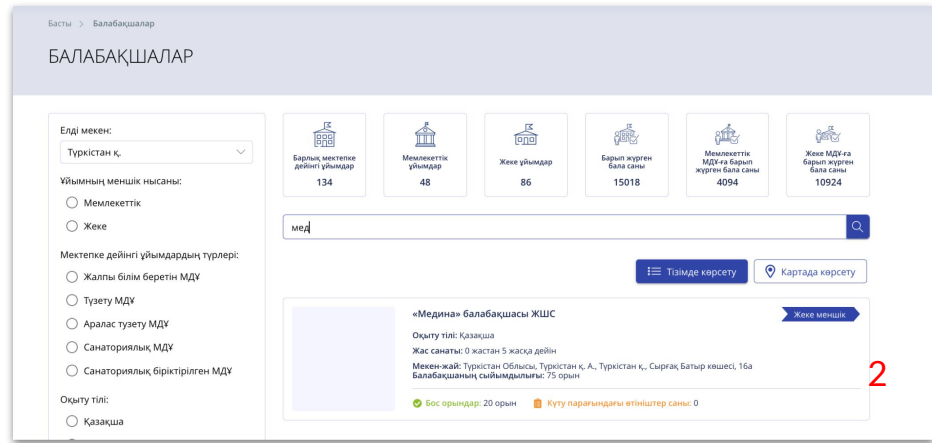 Басты > Балабақшалар
БАЛАБАҚШАЛАР
Елді мекен:
Түркістан қ.
Ұйымның меншік нысаны:
Мемлекеттік
Жеке
Мектепке дейінгі ұйымдардың түрлері:
Жалпы білім беретін МДҰ
Түзету МДҰ
Аралас түзету МДҰ
Санаториялық МДҰ
Санаториялық біріктірілген МДҰ
Оқыту тілі:
Қазақша
Барлық мектепке
дейінгі ұйымдар
134
Мемлекеттік
ұйымдар
48
Жеке ұйымдар
86
Барып жүрген
бала саны
15018
Мемлекеттік
МДҰ-ға барып
жүрген бала саны
4094
Жеке МДҰ-ға
барып жүрген
бала саны
10924
мед
Тізімде көрсету
Картада көрсету
«Медина» балабақшасы ЖШС
Жеке меншік
Оқыту тілі: Қазақша
Жас санаты: 0 жастан 5 жасқа дейін
Мекен-жай: Түркістан Облысы, Түркістан қ. А., Түркістан қ., Сырғақ Батыр көшесі, 16а
Балабақшаның сыйымдылығы: 75 орын
2
Бос орындар: 20 орын Күту парағындағы өтініштер саны: 0